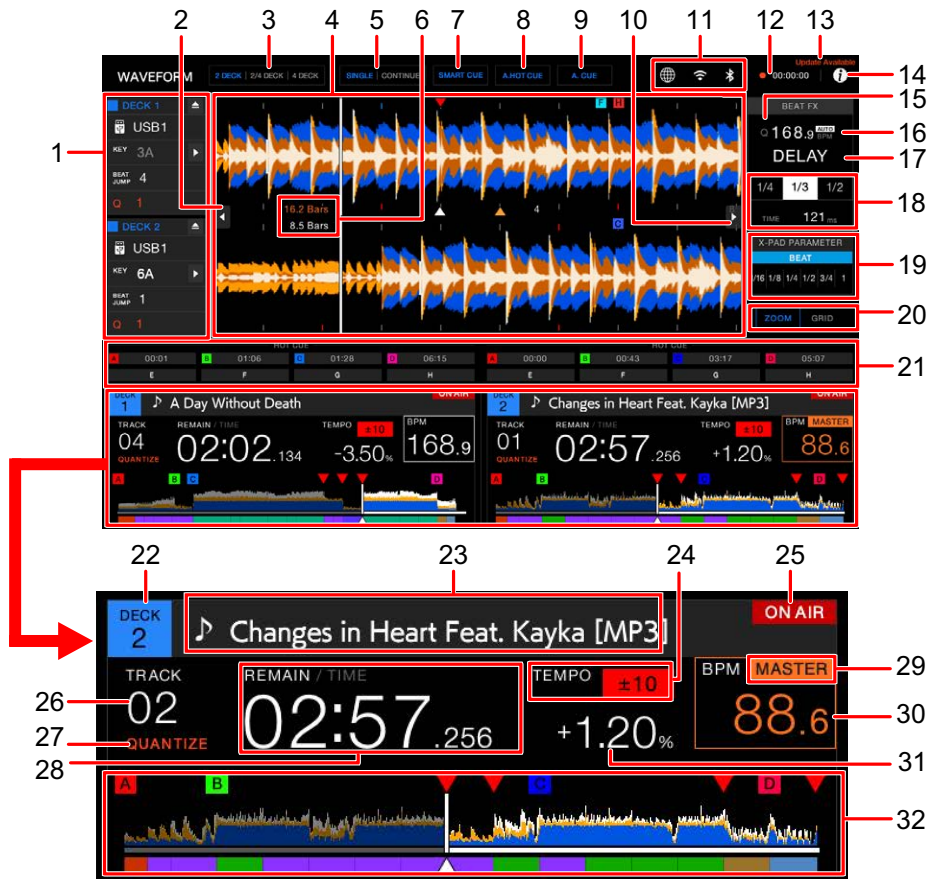 2 3 4 5 6 7 8 9 10 11 12 13
Update Available
WAVEFORM 2 DECK | 2/4 DECK | 4 DECK SINGLE | CONTINUE SMART CUE A.HOT CUE A. CUE 00:00:00 i 14
DECK 1 F H BEAT FX 15
USB1 Q 168.9 AUTO BPM 16
1 KEY 3A DELAY 17
BEAT JUMP 4 1/4 1/3 1/2
Q 1 16.2 Bars 4 TIME 121 ms 18
DECK 2 8.5 Bars C X-PAD PARAMETER
USB1 BEAT 19
KEY 6A /16 1/8 1/4 1/2 3/4 1
BEAT JUMP 1
Q 1 ZOOM GRID 20
HOT CUE HOT CUE
A 00:01 B 01:06 C 01:28 D 06:15 A 00:00 B 00:43 C 03:17 D 05:07 21
E F G H E F G H
DECK 1 A Day Without Death ON AIR DECK 2 Changes in Heart Feat. Kayka [MP3] ON AIR
TRACK REMAIN / TIME TEMPO ±10 BPM TRACK REMAIN / TIME TEMPO ±10 BPM MASTER
04 02:02.134 -3.50% 168.9 01 02:57.256 +1.20% 88.6
QUANTIZE QUANTIZE
A B C D A B C D
22 23 24 25
DECK 2 Changes in Heart Feat. Kayka [MP3] ON AIR
TRACK REMAIN / TIME TEMPO ±10 BPM MASTER 29
26 02 02:57.256 +1.20% 88.6 30
27 QUANTIZE
28 31
A B C D
32